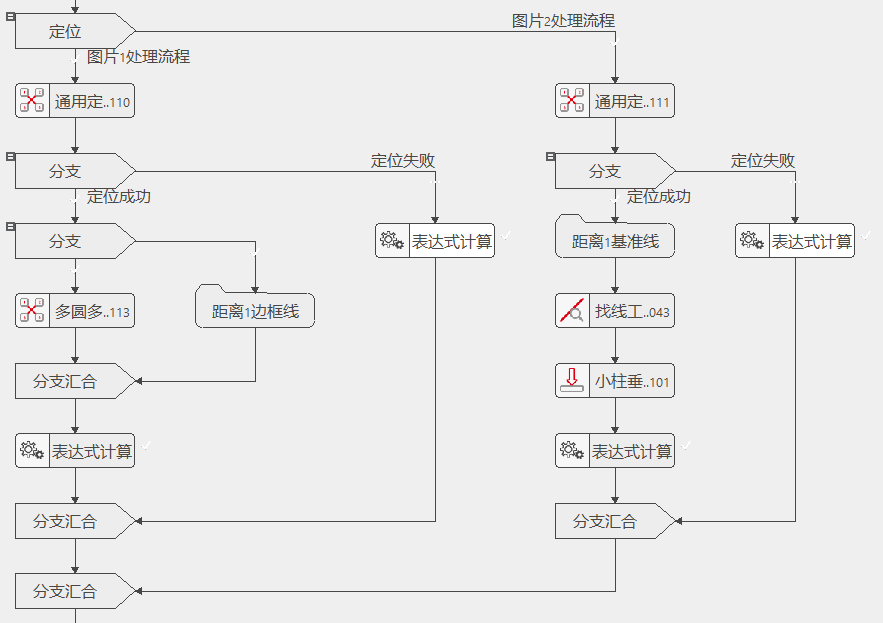 定位
图片2处理流程
图片1处理流程
通用定..110
通用定..111
分支
定位失败
分支
定位失败
定位成功
定位成功
分支
表达式计算
距离1基准线
表达式计算
多圆多..113
距离1边框线
找线工..043
分支汇合
小柱垂..101
表达式计算
表达式计算
分支汇合
分支汇合
分支汇合